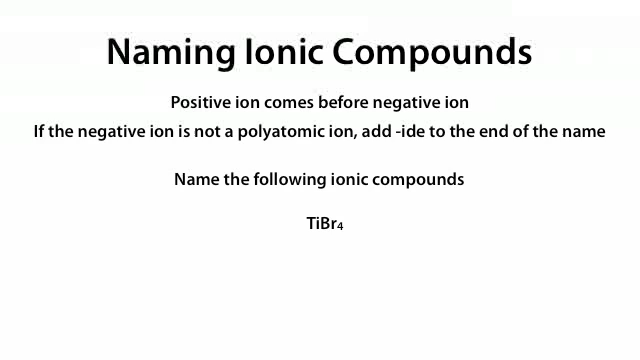 Naming Ionic Compounds
Positive ion comes before negative ion
If the negative ion is not a polyatomic ion, add -ide to the end of the name
Name the following ionic compounds
TiBr₄